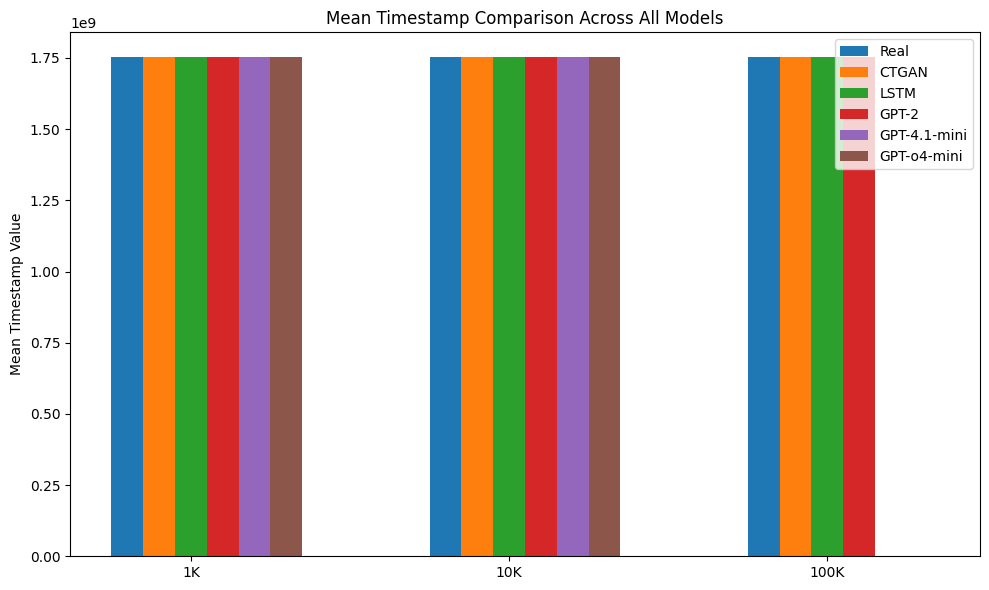 Mean Timestamp Comparison Across All Models
1e9
1.75
1.50
1.25
1.00
0.75
0.50
0.25
0.00
Mean Timestamp Value
1K
10K
100K
Real
CTGAN
LSTM
GPT-2
GPT-4.1-mini
GPT-o4-mini